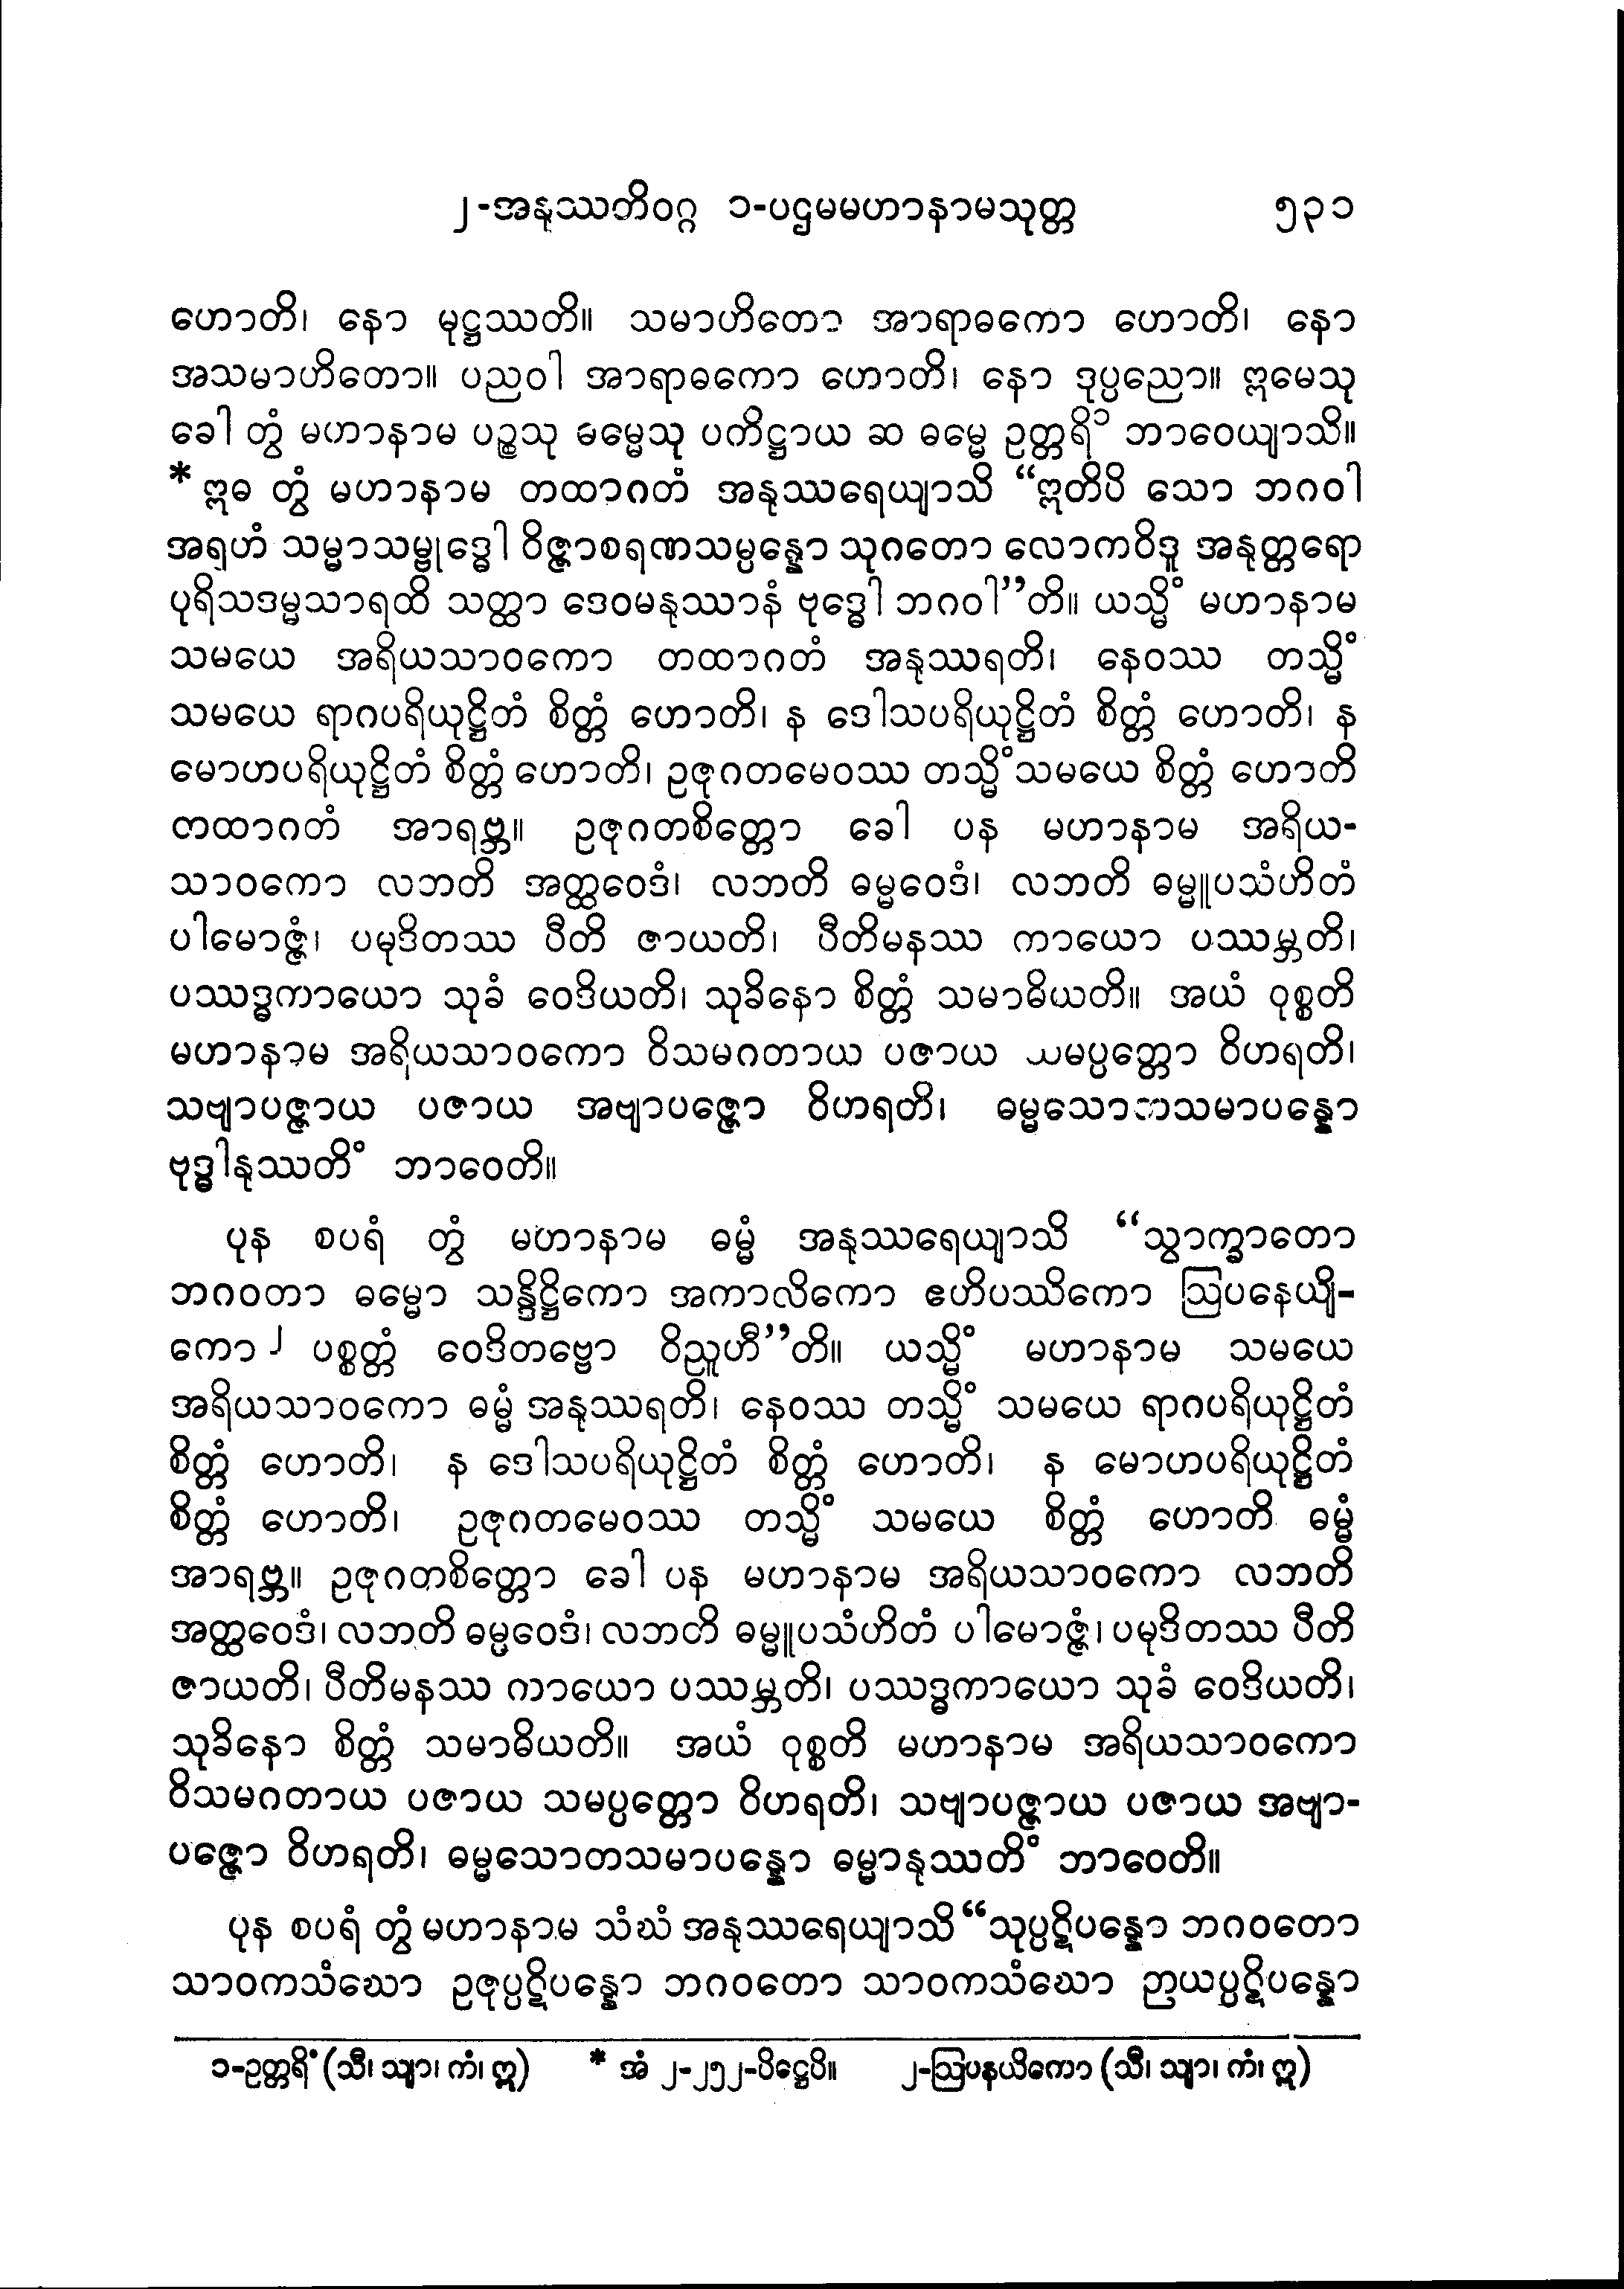 ၂-အနုဿတိဝဂ္ဂ ၁-ပဌမမဟာနာမသုတ္တ ၅၃၁
ဟောတိ၊ နော မုဋ္ဌဿတိ။ သမာဟိတော အာရာဓကော ဟောတိ၊ နော
အသမာဟိတော။ ပညဝါ အာရာဓကော ဟောတိ၊ နော ဒုပ္ပညော။ ဣမေသု
ခေါ တွံ မဟာနာမ ပဉ္စသု ဓမ္မေသု ပတိဋ္ဌာယ ဆ ဓမ္မေ ဥတ္တရိ၁ ဘာဝေယျာသိ။
* ဣဓ တွံ မဟာနာမ တထာဂတံ အနုဿရေယျာသိ “ဣတိပိ သော ဘဂဝါ
အရဟံ သမ္မာသမ္ဗုဒ္ဓေါ ဝိဇ္ဇာစရဏသမ္ပန္နော သုဂတော လောကဝိဒူ အနုတ္တရော
ပုရိသဒမ္မသာရထိ သတ္ထာ ဒေဝမနုဿာနံ ဗုဒ္ဓေါ ဘဂဝါ”တိ။ ယသ္မိံ မဟာနာမ
သမယေ အရိယသာဝကော တထာဂတံ အနုဿရတိ၊ နေဝဿ တသ္မိံ
သမယေ ရာဂပရိယုဋ္ဌိတံ စိတ္တံ ဟောတိ၊ န ဒေါသပရိယုဋ္ဌိတံ စိတ္တံ ဟောတိ၊ န
မောဟပရိယုဋ္ဌိတံ စိတ္တံ ဟောတိ၊ ဥဇုဂတမေဝဿ တသ္မိံ သမယေ စိတ္တံ ဟောတိ
တထာဂတံ အာရဗ္ဘ။ ဥဇုဂတစိတ္တော ခေါ ပန မဟာနာမ အရိယ-
သာဝကော လဘတိ အတ္ထဝေဒံ၊ လဘတိ ဓမ္မဝေဒံ၊ လဘတိ ဓမ္မူပသံဟိတံ
ပါမောဇ္ဇံ၊ ပမုဒိတဿ ပီတိ ဇာယတိ၊ ပီတိမနဿ ကာယော ပဿမ္ဘတိ၊
ပဿဒ္ဓကာယော သုခံ ဝေဒိယတိ၊ သုခိနော စိတ္တံ သမာဓိယတိ။ အယံ ဝုစ္စတိ
မဟာနာမ အရိယသာဝကော ဝိသမဂတာယ ပဇာယ သမပ္ပတ္တော ဝိဟရတိ၊
သဗျာပဇ္ဇာယ ပဇာယ အဗျာပဇ္ဇော ဝိဟရတိ၊ ဓမ္မသောတသမာပန္နော
ဗုဒ္ဓါနုဿတိံ ဘာဝေတိ။
ပုန စပရံ တွံ မဟာနာမ ဓမ္မံ အနုဿရေယျာသိ “သွာက္ခာတော
ဘဂဝတာ ဓမ္မော သန္ဒိဋ္ဌိကော အကာလိကော ဧဟိပဿိကော ဩပနေယျိ-
ကော၂ ပစ္စတ္တံ ဝေဒိတဗ္ဗော ဝိညူဟီ”တိ။ ယသ္မိံ မဟာနာမ သမယေ
အရိယသာဝကော ဓမ္မံ အနုဿရတိ၊ နေဝဿ တသ္မိံ သမယေ ရာဂပရိယုဋ္ဌိတံ
စိတ္တံ ဟောတိ၊ န ဒေါသပရိယုဋ္ဌိတံ စိတ္တံ ဟောတိ၊ န မောဟပရိယုဋ္ဌိတံ
စိတ္တံ ဟောတိ၊ ဥဇုဂတမေဝဿ တသ္မိံ သမယေ စိတ္တံ ဟောတိ ဓမ္မံ
အာရဗ္ဘ။ ဥဇုဂတစိတ္တော ခေါ ပန မဟာနာမ အရိယသာဝကော လဘတိ
အတ္ထဝေဒံ၊ လဘတိ ဓမ္မဝေဒံ၊ လဘတိ ဓမ္မူပသံဟိတံ ပါမောဇ္ဇံ၊ ပမုဒိတဿ ပီတိ
ဇာယတိ၊ ပီတိမနဿ ကာယော ပဿမ္ဘတိ၊ ပဿဒ္ဓကာယော သုခံ ဝေဒိယတိ၊
သုခိနော စိတ္တံ သမာဓိယတိ။ အယံ ဝုစ္စတိ မဟာနာမ အရိယသာဝကော
ဝိသမဂတာယ ပဇာယ သမပ္ပတ္တော ဝိဟရတိ၊ သဗျာပဇ္ဇာယ ပဇာယ အဗျာ-
ပဇ္ဇော ဝိဟရတိ၊ ဓမ္မသောတသမာပန္နော ဓမ္မာနုဿတိံ ဘာဝေတိ။
ပုန စပရံ တွံ မဟာနာမ သံဃံ အနုဿရေယျာသိ “သုပ္ပဋိပန္နော ဘဂဝတော
သာဝကသံဃော ဥဇုပ္ပဋိပန္နော ဘဂဝတော သာဝကသံဃော ဉာယပ္ပဋိပန္နော
၁-ဥတ္တရိံ (သီ၊ သျာ၊ ကံ၊ ဣ) * အံ ၂-၂၅၂-ပိဋ္ဌေပိ။ ၂-ဩပနယိကော (သီ၊ သျာ၊ ကံ၊ ဣ)